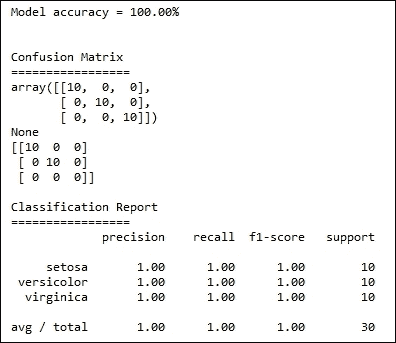 Model accuracy = 100.00%
Confusion Matrix
=================
array([[10,  0,  0],
       [ 0, 10,  0],
       [ 0,  0, 10]])
None
[[10  0  0]
 [ 0 10  0]
 [ 0  0  0]]
Classification Report
=================
             precision    recall  f1-score   support
     setosa       1.00      1.00      1.00        10
 versicolor       1.00      1.00      1.00        10
  virginica       1.00      1.00      1.00        10
avg / total       1.00      1.00      1.00        30